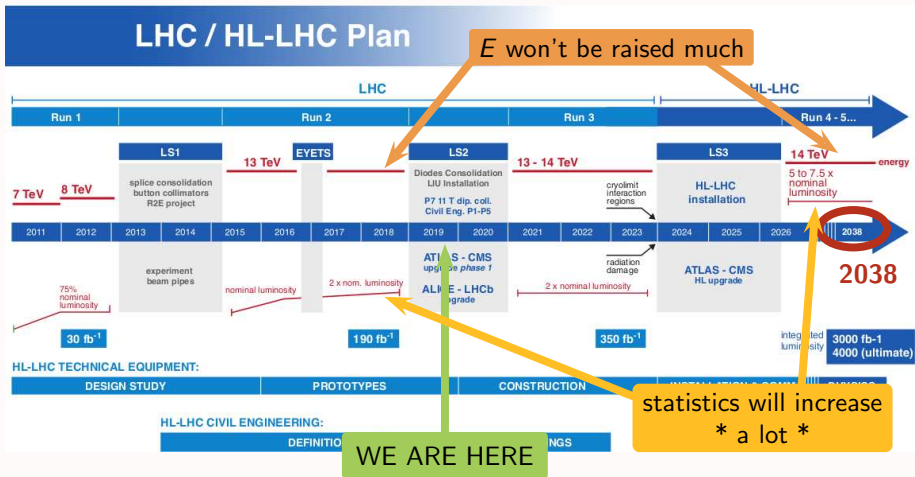 LHC / HL-LHC Plan
E won't be raised much
LHC
HL-LHC
Run 1
Run 2
Run 3
Run 4 - 5...
LS1
EYETS
LS2
LS3
13 TeV
13 - 14 TeV
14 TeV
energy
splice consolidation
button collimators
R2E project
Diodes Consolidation
LIU Installation
P7 11 T dip. coll.
Civil Eng. P1-P5
cryolimit
interaction
regions
HL-LHC
installation
5 to 7.5 x
nominal
luminosity
7 TeV
8 TeV
2011
2012
2013
2014
2015
2016
2017
2018
2019
2020
2021
2022
2023
2024
2025
2026
2038
2038
experiment
beam pipes
ATLAS - CMS
upgrade phase 1
ALICE - LHCb
upgrade
radiation
damage
ATLAS - CMS
HL upgrade
75%
nominal
luminosity
nominal luminosity
2 x nom. luminosity
2 x nominal luminosity
30 fb-1
190 fb-1
350 fb-1
integrated
luminosity
3000 fb-1
4000 (ultimate)
HL-LHC TECHNICAL EQUIPMENT:
DESIGN STUDY
PROTOTYPES
CONSTRUCTION
statistics will increase
* a lot *
HL-LHC CIVIL ENGINEERING:
WE ARE HERE